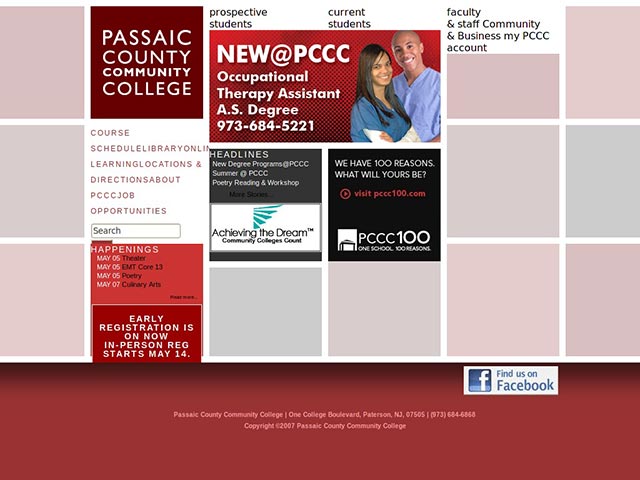 PASSAIC
COUNTY
COMMUNITY
COLLEGE
prospective
students
current
students
faculty
& staff Community
& Business my PCCC
account
NEW@PCCC
Occupational
Therapy Assistant
A.S. Degree
973-684-5221
COURSE
SCHEDULELIBRARYONLIN
LEARNINGLOCATIONS &
DIRECTIONSABOUT
PCCCJOB
OPPORTUNITIES
Search
HEADLINES
New Degree Programs@PCCC
Summer @ PCCC
Poetry Reading & Workshop
More Stories...
WE HAVE 100 REASONS.
WHAT WILL YOURS BE?
visit pccc100.com
PCCC100
ONE SCHOOL. 100 REASONS.
Achieving the Dream™
Community Colleges Count
HAPPENINGS
MAY 05 Theater
MAY 05 EMT Core 13
MAY 05 Poetry
MAY 07 Culinary Arts
Read more...
EARLY
REGISTRATION IS
ON NOW
IN-PERSON REG
STARTS MAY 14.
Find us on
Facebook
Passaic County Community College | One College Boulevard, Paterson, NJ, 07505 | (973) 684-6868
Copyright ©2007 Passaic County Community College